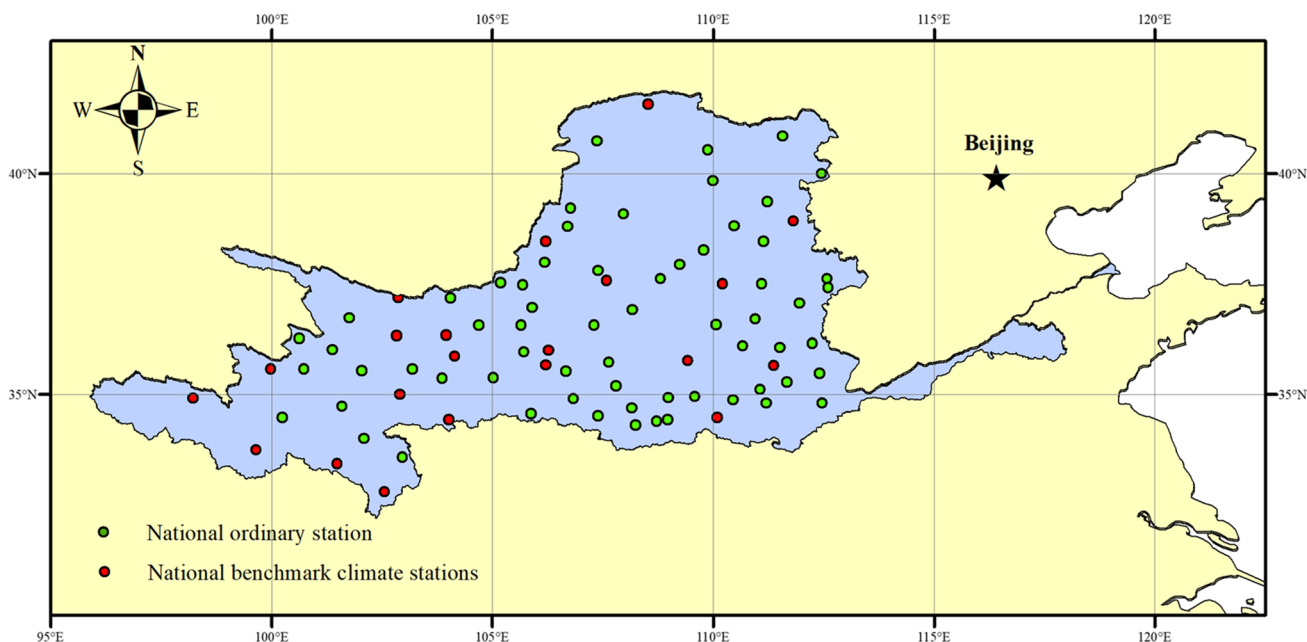 100°E 105°E 110°E 115°E 120°E
N
W E
S
Beijing
40°N 40°N
35°N 35°N
National ordinary station
National benchmark climate stations
95°E 100°E 105°E 110°E 115°E 120°E